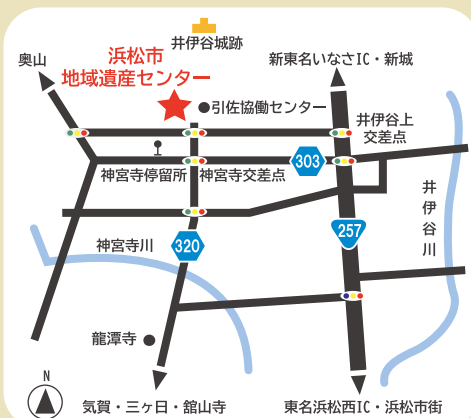 井伊谷城跡
奥山
浜松市
地域遺産センター
新東名いなさIC・新城
引佐協働センター
井伊谷上
交差点
神宮寺停留所
神宮寺交差点
303
井伊谷川
神宮寺川
320
257
龍潭寺
N
気賀・三ヶ日・舘山寺
東名浜松西IC・浜松市街